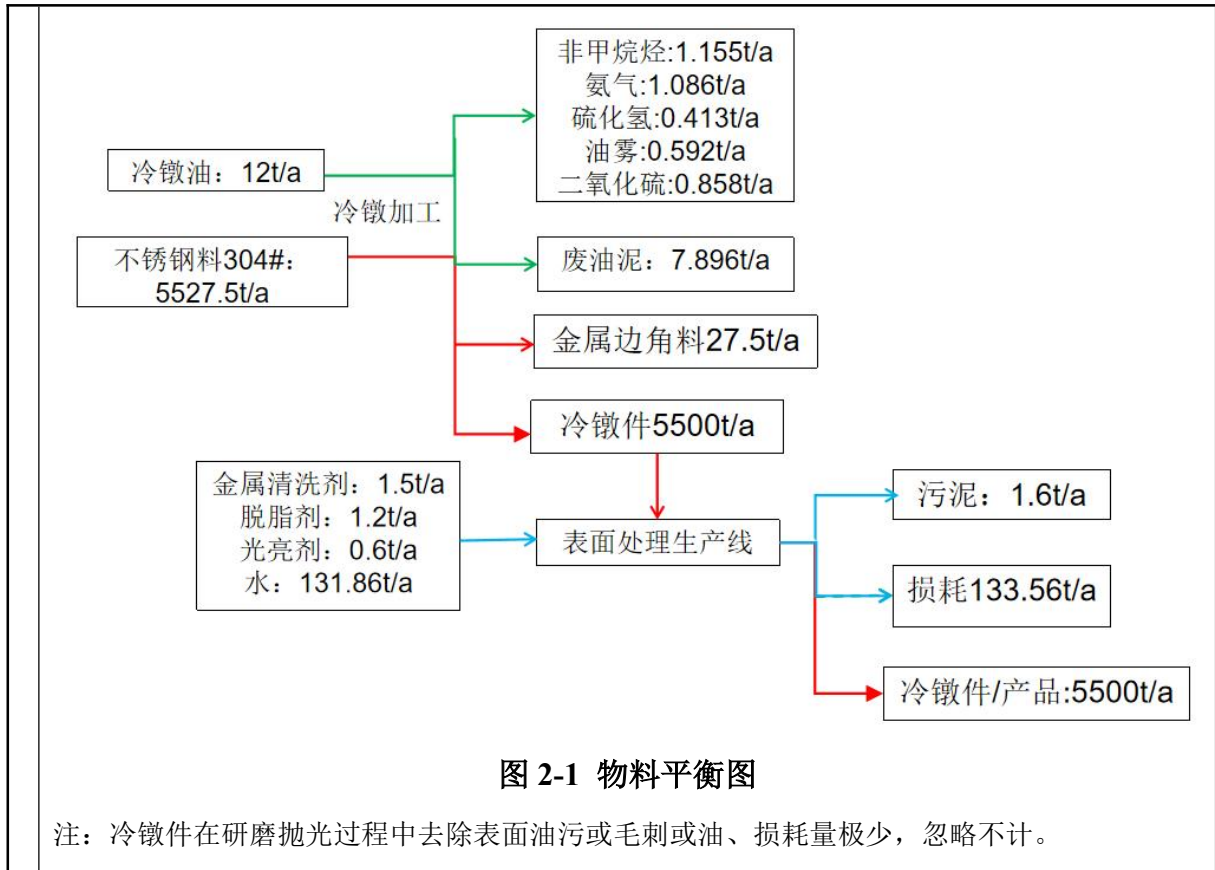 非甲烷烃:1.155t/a
氨气:1.086t/a
硫化氢:0.413t/a
油雾:0.592t/a
二氧化硫:0.858t/a
冷镦油：12t/a
冷镦加工
不锈钢料304#：
5527.5t/a
废油泥：7.896t/a
金属边角料27.5t/a
冷镦件5500t/a
金属清洗剂：1.5t/a
脱脂剂：1.2t/a
光亮剂：0.6t/a
水：131.86t/a
表面处理生产线
污泥：1.6t/a
损耗133.56t/a
冷镦件/产品:5500t/a
图 2-1 物料平衡图
注：冷镦件在研磨抛光过程中去除表面油污或毛刺或油、损耗量极少，忽略不计。